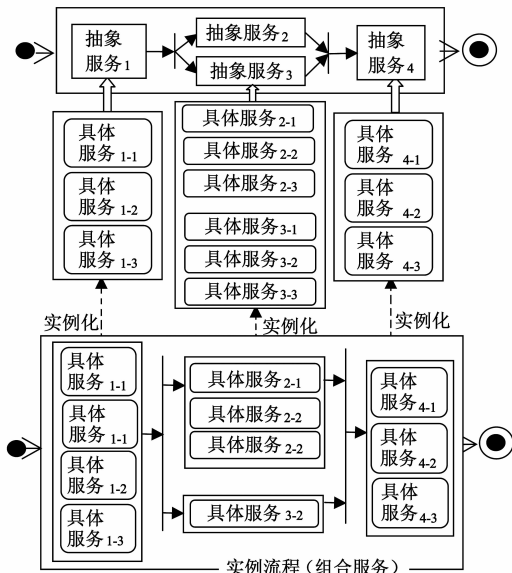 抽象
服务1
抽象服务2
抽象服务3
抽象
服务4
具体
服务1-1
具体
服务1-2
具体
服务1-3
具体服务2-1
具体服务2-2
具体服务2-3
具体服务3-1
具体服务3-2
具体服务3-3
具体
服务4-1
具体
服务4-2
具体
服务4-3
实例化
实例化
实例化
具体
服务1-1
具体
服务1-1
具体
服务1-2
具体
服务1-3
具体服务2-1
具体服务2-2
具体服务2-2
具体服务3-2
具体
服务4-1
具体
服务4-2
具体
服务4-3
实例流程(组合服务)